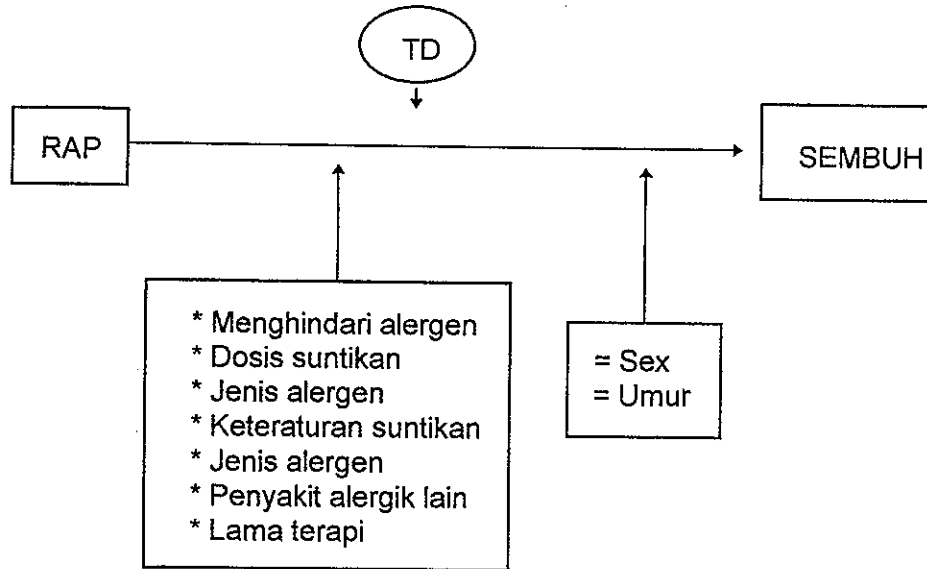 TD
RAP
SEMBUH
* Menghindari alergen
* Dosis suntikan
* Jenis alergen
* Keteraturan suntikan
* Jenis alergen
* Penyakit alergik lain
* Lama terapi
= Sex
= Umur